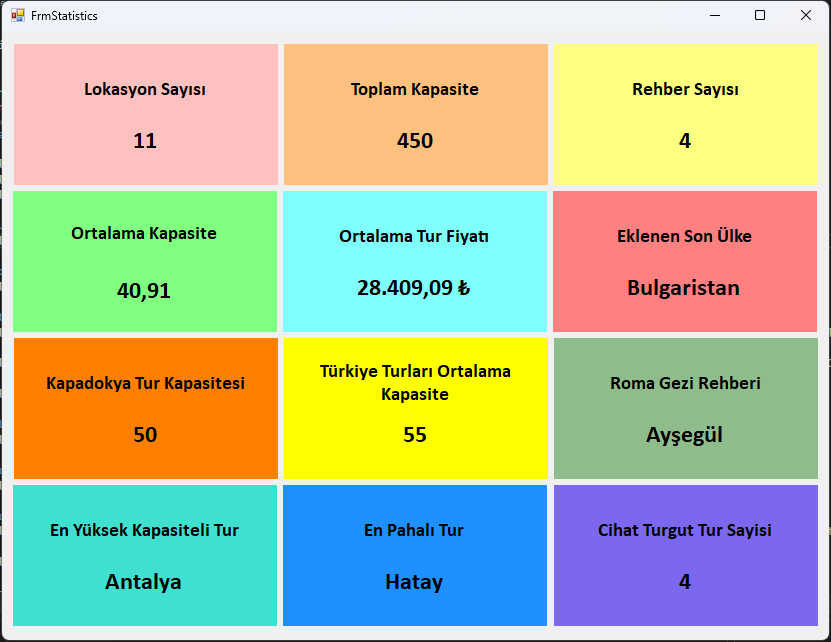 FrmStatistics
Lokasyon Sayısı
11
Toplam Kapasite
450
Rehber Sayısı
4
Ortalama Kapasite
40,91
Ortalama Tur Fiyatı
28.409,09 ₺
Eklenen Son Ülke
Bulgaristan
Kapadokya Tur Kapasitesi
50
Türkiye Turları Ortalama
Kapasite
55
Roma Gezi Rehberi
Ayşegül
En Yüksek Kapasiteli Tur
Antalya
En Pahalı Tur
Hatay
Cihat Turgut Tur Sayisi
4